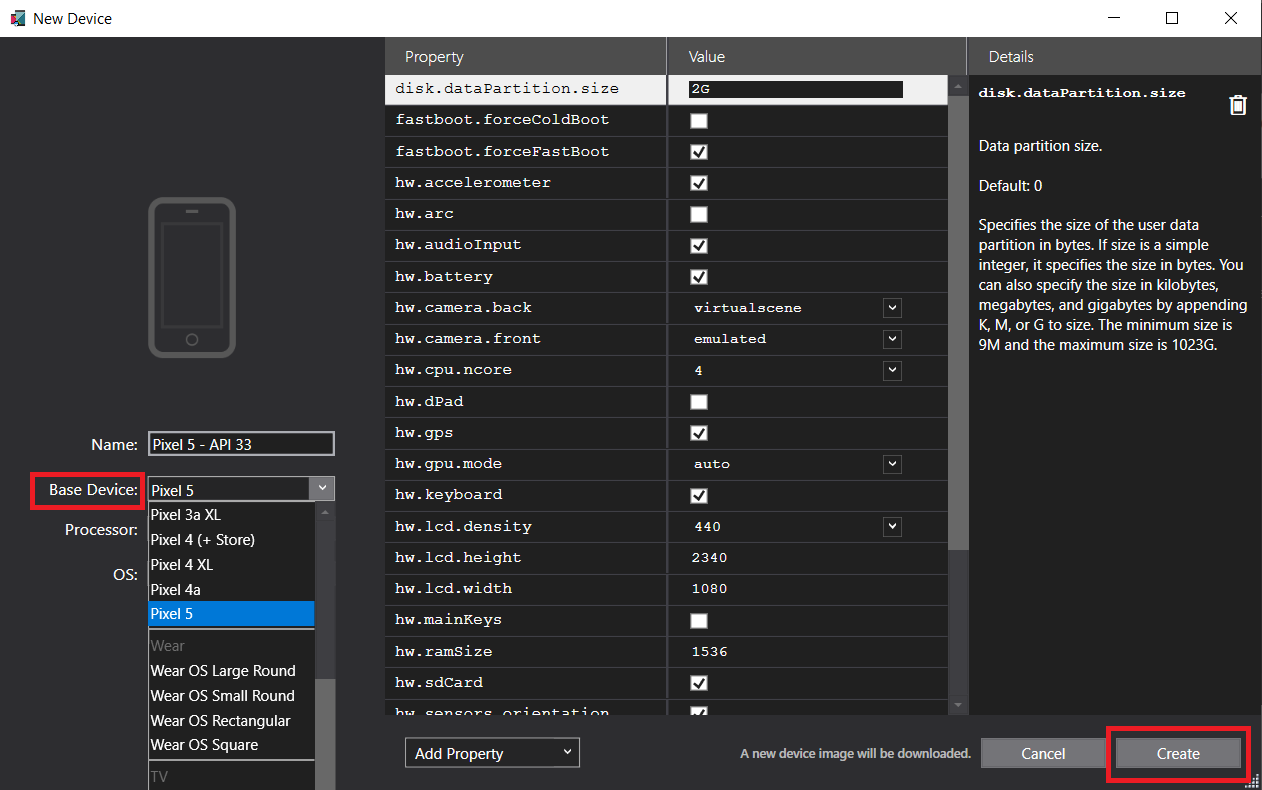 New Device
Property Value Details
disk.dataPartition.size 2G
fastboot.forceColdBoot
fastboot.forceFastBoot
hw.accelerometer
hw.arc
hw.audioInput
hw.battery
hw.camera.back virtualscene
hw.camera.front emulated
hw.cpu.ncore 4
hw.dPad
hw.gps
hw.gpu.mode auto
hw.keyboard
hw.lcd.density 440
hw.lcd.height 2340
hw.lcd.width 1080
hw.mainKeys
hw.ramSize 1536
hw.sdCard
hw.sensors.orientation
disk.dataPartition.size
Data partition size.
Default: 0
Specifies the size of the user data
partition in bytes. If size is a simple
integer, it specifies the size in bytes. You
can also specify the size in kilobytes,
megabytes, and gigabytes by appending
K, M, or G to size. The minimum size is
9M and the maximum size is 1023G.
Name: Pixel 5 - API 33
Base Device: Pixel 5
Processor:
OS:
Pixel 3a XL
Pixel 4 (+ Store)
Pixel 4 XL
Pixel 4a
Pixel 5
Wear
Wear OS Large Round
Wear OS Small Round
Wear OS Rectangular
Wear OS Square
TV
Add Property
A new device image will be downloaded.
Cancel
Create